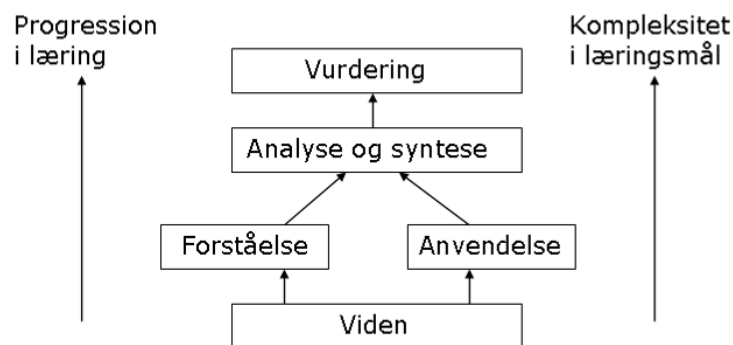 Progression
i læring
Kompleksitet
i læringsmål
Vurdering
Analyse og syntese
Forståelse
Anvendelse
Viden